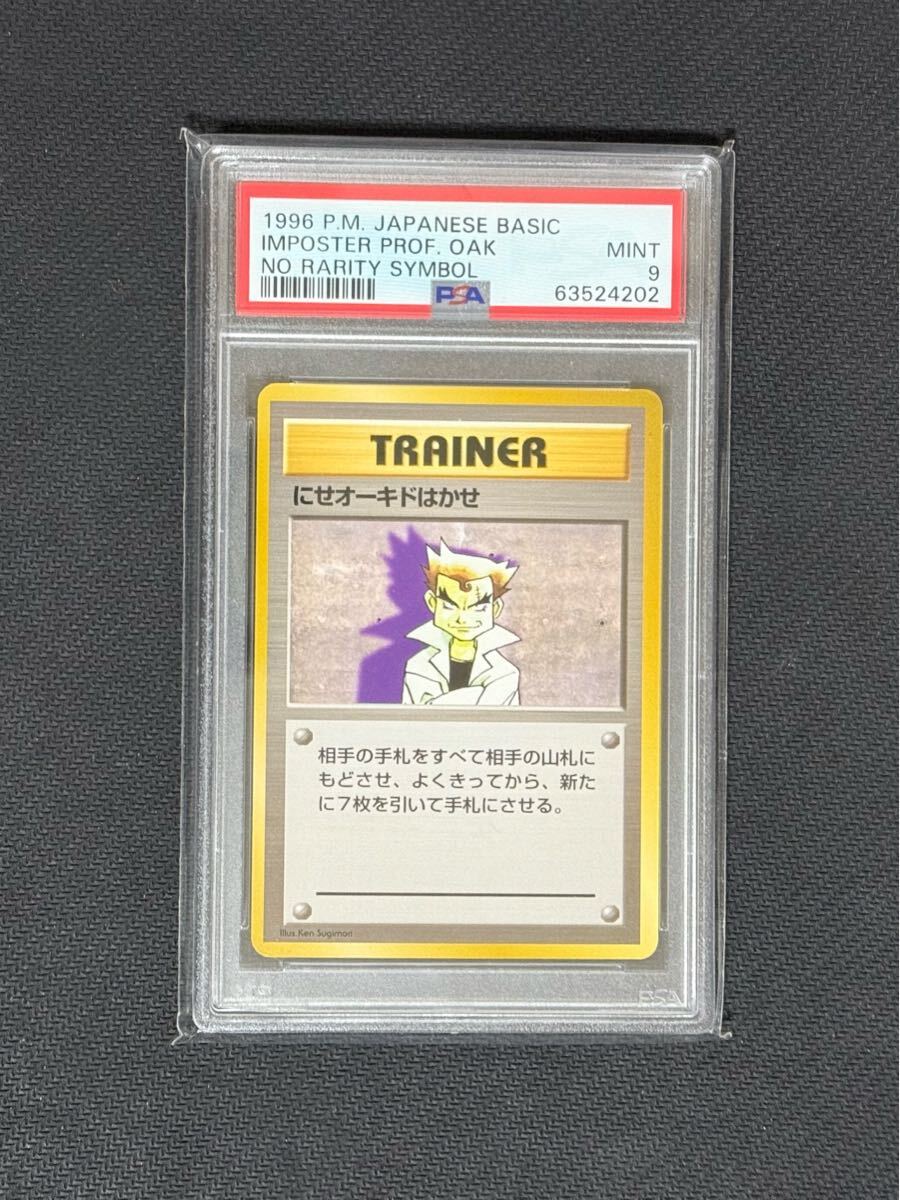 1996 P.M. JAPANESE BASIC
IMPOSTER PROF. OAK MINT
NO RARITY SYMBOL 9
PSA 63524202
TRAINER
にせオーキドはかせ
相手の手札をすべて相手の山札に
もどさせ、よくきってから、新た
に7枚を引いて手札にさせる。
Illus. Ken Sugimori
PSA